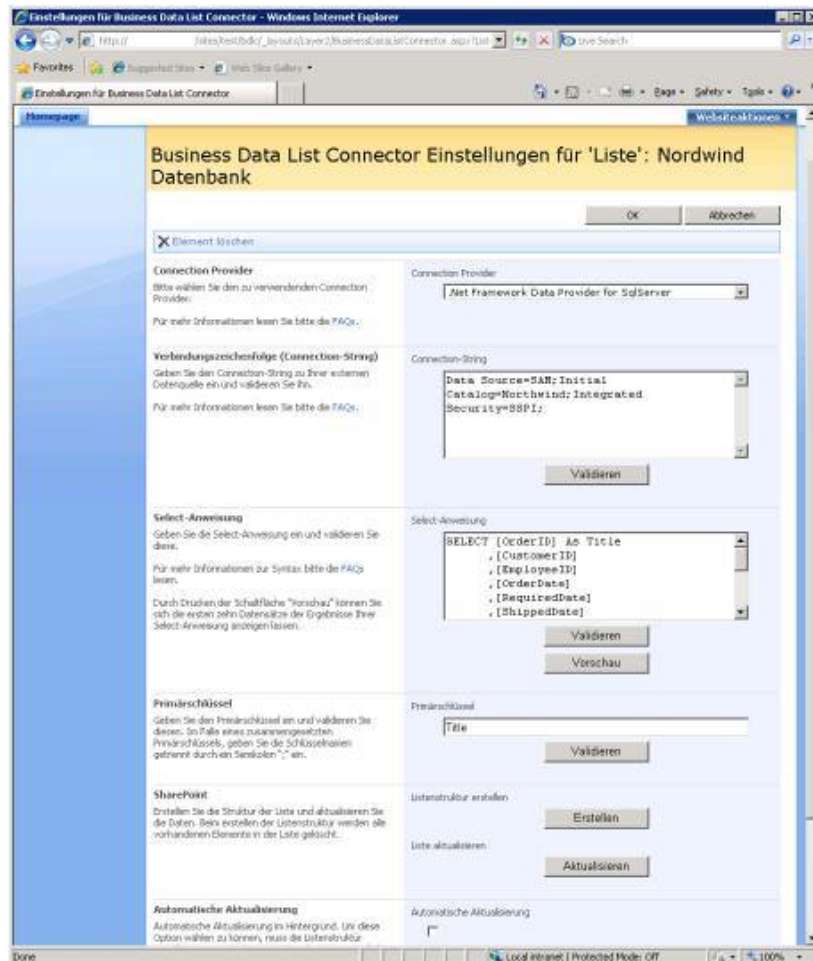 Einstellungen für Business Data List Connector - Windows Internet Explorer
http:// /sites/test/bdlc/_layouts/Layer2/BusinessDataListConnector.aspx?List
Live Search
Favorites Suggested Sites Web Slice Gallery
Einstellungen für Business Data List Connector
Page Safety Tools
Homepage
Websiteaktionen
Business Data List Connector Einstellungen für 'Liste': Nordwind
Datenbank
OK Abbrechen
Element löschen
Connection Provider
Bitte wählen Sie den zu verwendenden Connection
Provider.
Für mehr Informationen lesen Sie bitte die FAQs.
Connection Provider
.Net Framework Data Provider for SqlServer
Verbindungszeichenfolge (Connection-String)
Geben Sie den Connection-String zu Ihrer externen
Datenquelle ein und validieren Sie ihn.
Für mehr Informationen lesen Sie bitte die FAQs.
Connection-String
Data Source=SAM;Initial
Catalog=Northwind;Integrated
Security=SSPI;
Validieren
Select-Anweisung
Geben Sie die Select-Anweisung ein und validieren Sie
diese.
Für mehr Informationen zur Syntax bitte die FAQs
lesen.
Durch Drücken der Schaltfläche "Vorschau" können Sie
sich die ersten zehn Datensätze der Ergebnisse Ihrer
Select-Anweisung anzeigen lassen.
Select-Anweisung
SELECT [OrderID] As Title
,[CustomerID]
,[EmployeeID]
,[OrderDate]
,[RequiredDate]
,[ShippedDate]
Validieren
Vorschau
Primärschlüssel
Geben Sie den Primärschlüssel ein und validieren Sie
diesen. Im Falle eines zusammengesetzten
Primärschlüssels, geben Sie die Schlüsselnamen
getrennt durch ein Semikolon ";" ein.
Primärschlüssel
Title
Validieren
SharePoint
Erstellen Sie die Struktur der Liste und aktualisieren Sie
die Daten. Beim erstellen der Listenstruktur werden alle
vorhandenen Elemente in der Liste gelöscht.
Listenstruktur erstellen
Erstellen
Liste aktualisieren
Aktualisieren
Automatische Aktualisierung
Automatische Aktualisierung im Hintergrund. Um diese
Option wählen zu können, muss die Listenstruktur
Automatische Aktualisierung
Done
Local intranet | Protected Mode: Off
100%